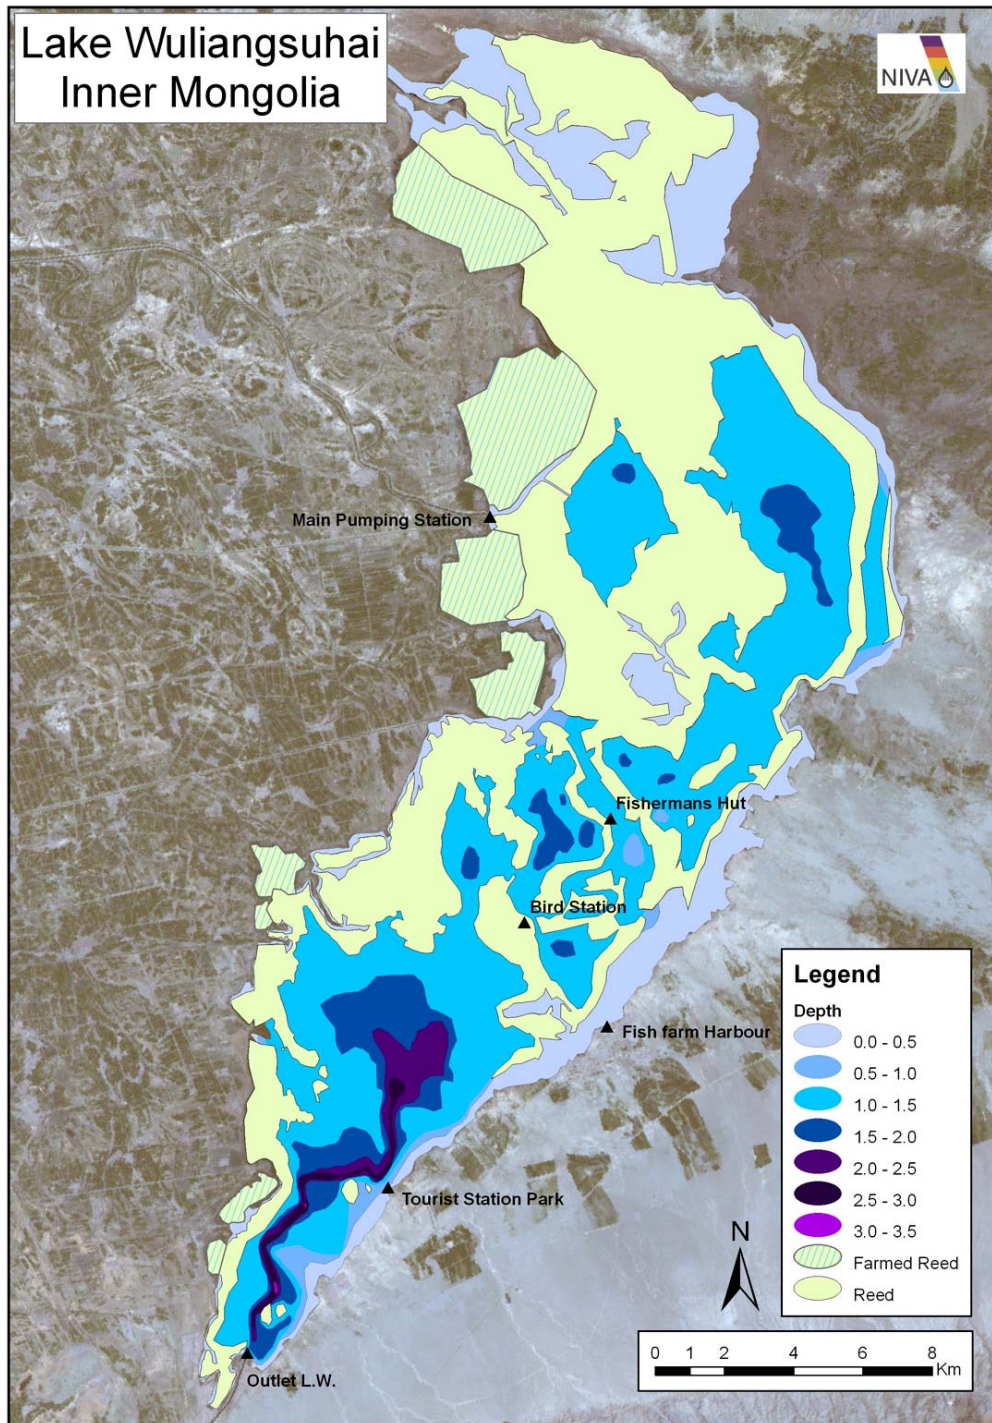 Lake Wuliangsuhai
Inner Mongolia
NIVA
Main Pumping Station
Fishermans Hut
Bird Station
Fish farm Harbour
Tourist Station Park
Outlet L.W.
Legend
Depth
0.0 - 0.5
0.5 - 1.0
1.0 - 1.5
1.5 - 2.0
2.0 - 2.5
2.5 - 3.0
3.0 - 3.5
Farmed Reed
Reed
N
0 1 2 4 6 8
Km